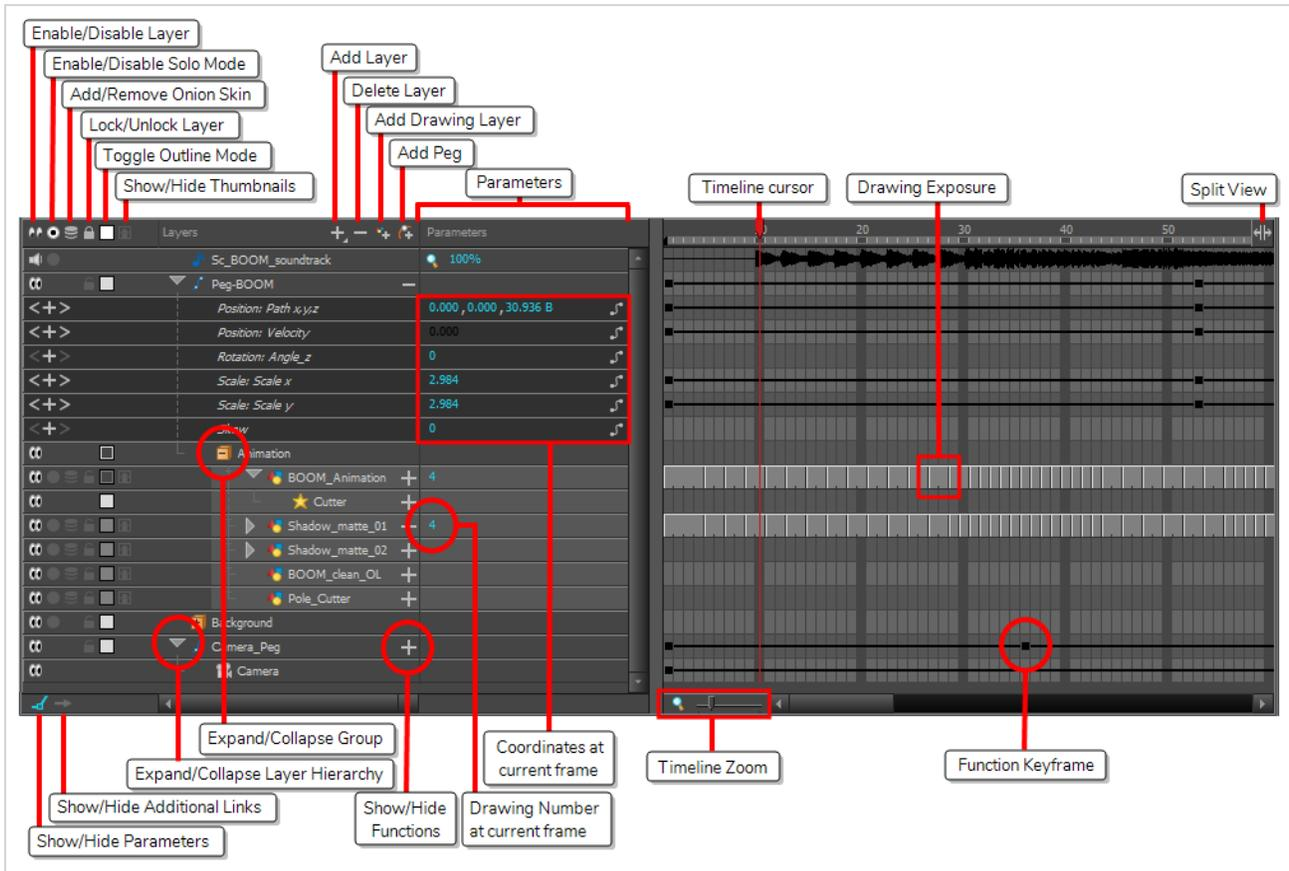 Enable/Disable Layer
Enable/Disable Solo Mode
Add/Remove Onion Skin
Lock/Unlock Layer
Toggle Outline Mode
Show/Hide Thumbnails
Add Layer
Delete Layer
Add Drawing Layer
Add Peg
Parameters
Timeline cursor
Drawing Exposure
Split View
Layers
Parameters
20
30
40
50
Sc_BOOM_soundtrack
100%
Peg-BOOM
Position: Path x,y,z
0.000 , 0.000 , 30.936 B
Position: Velocity
0.000
Rotation: Angle_z
0
Scale: Scale x
2.984
Scale: Scale y
2.984
Skew
0
Animation
BOOM_Animation
4
Cutter
Shadow_matte_01
4
Shadow_matte_02
BOOM_clean_OL
Pole_Cutter
Background
Camera_Peg
Camera
Expand/Collapse Group
Expand/Collapse Layer Hierarchy
Show/Hide Additional Links
Show/Hide Parameters
Show/Hide
Functions
Coordinates at
current frame
Drawing Number
at current frame
Timeline Zoom
Function Keyframe